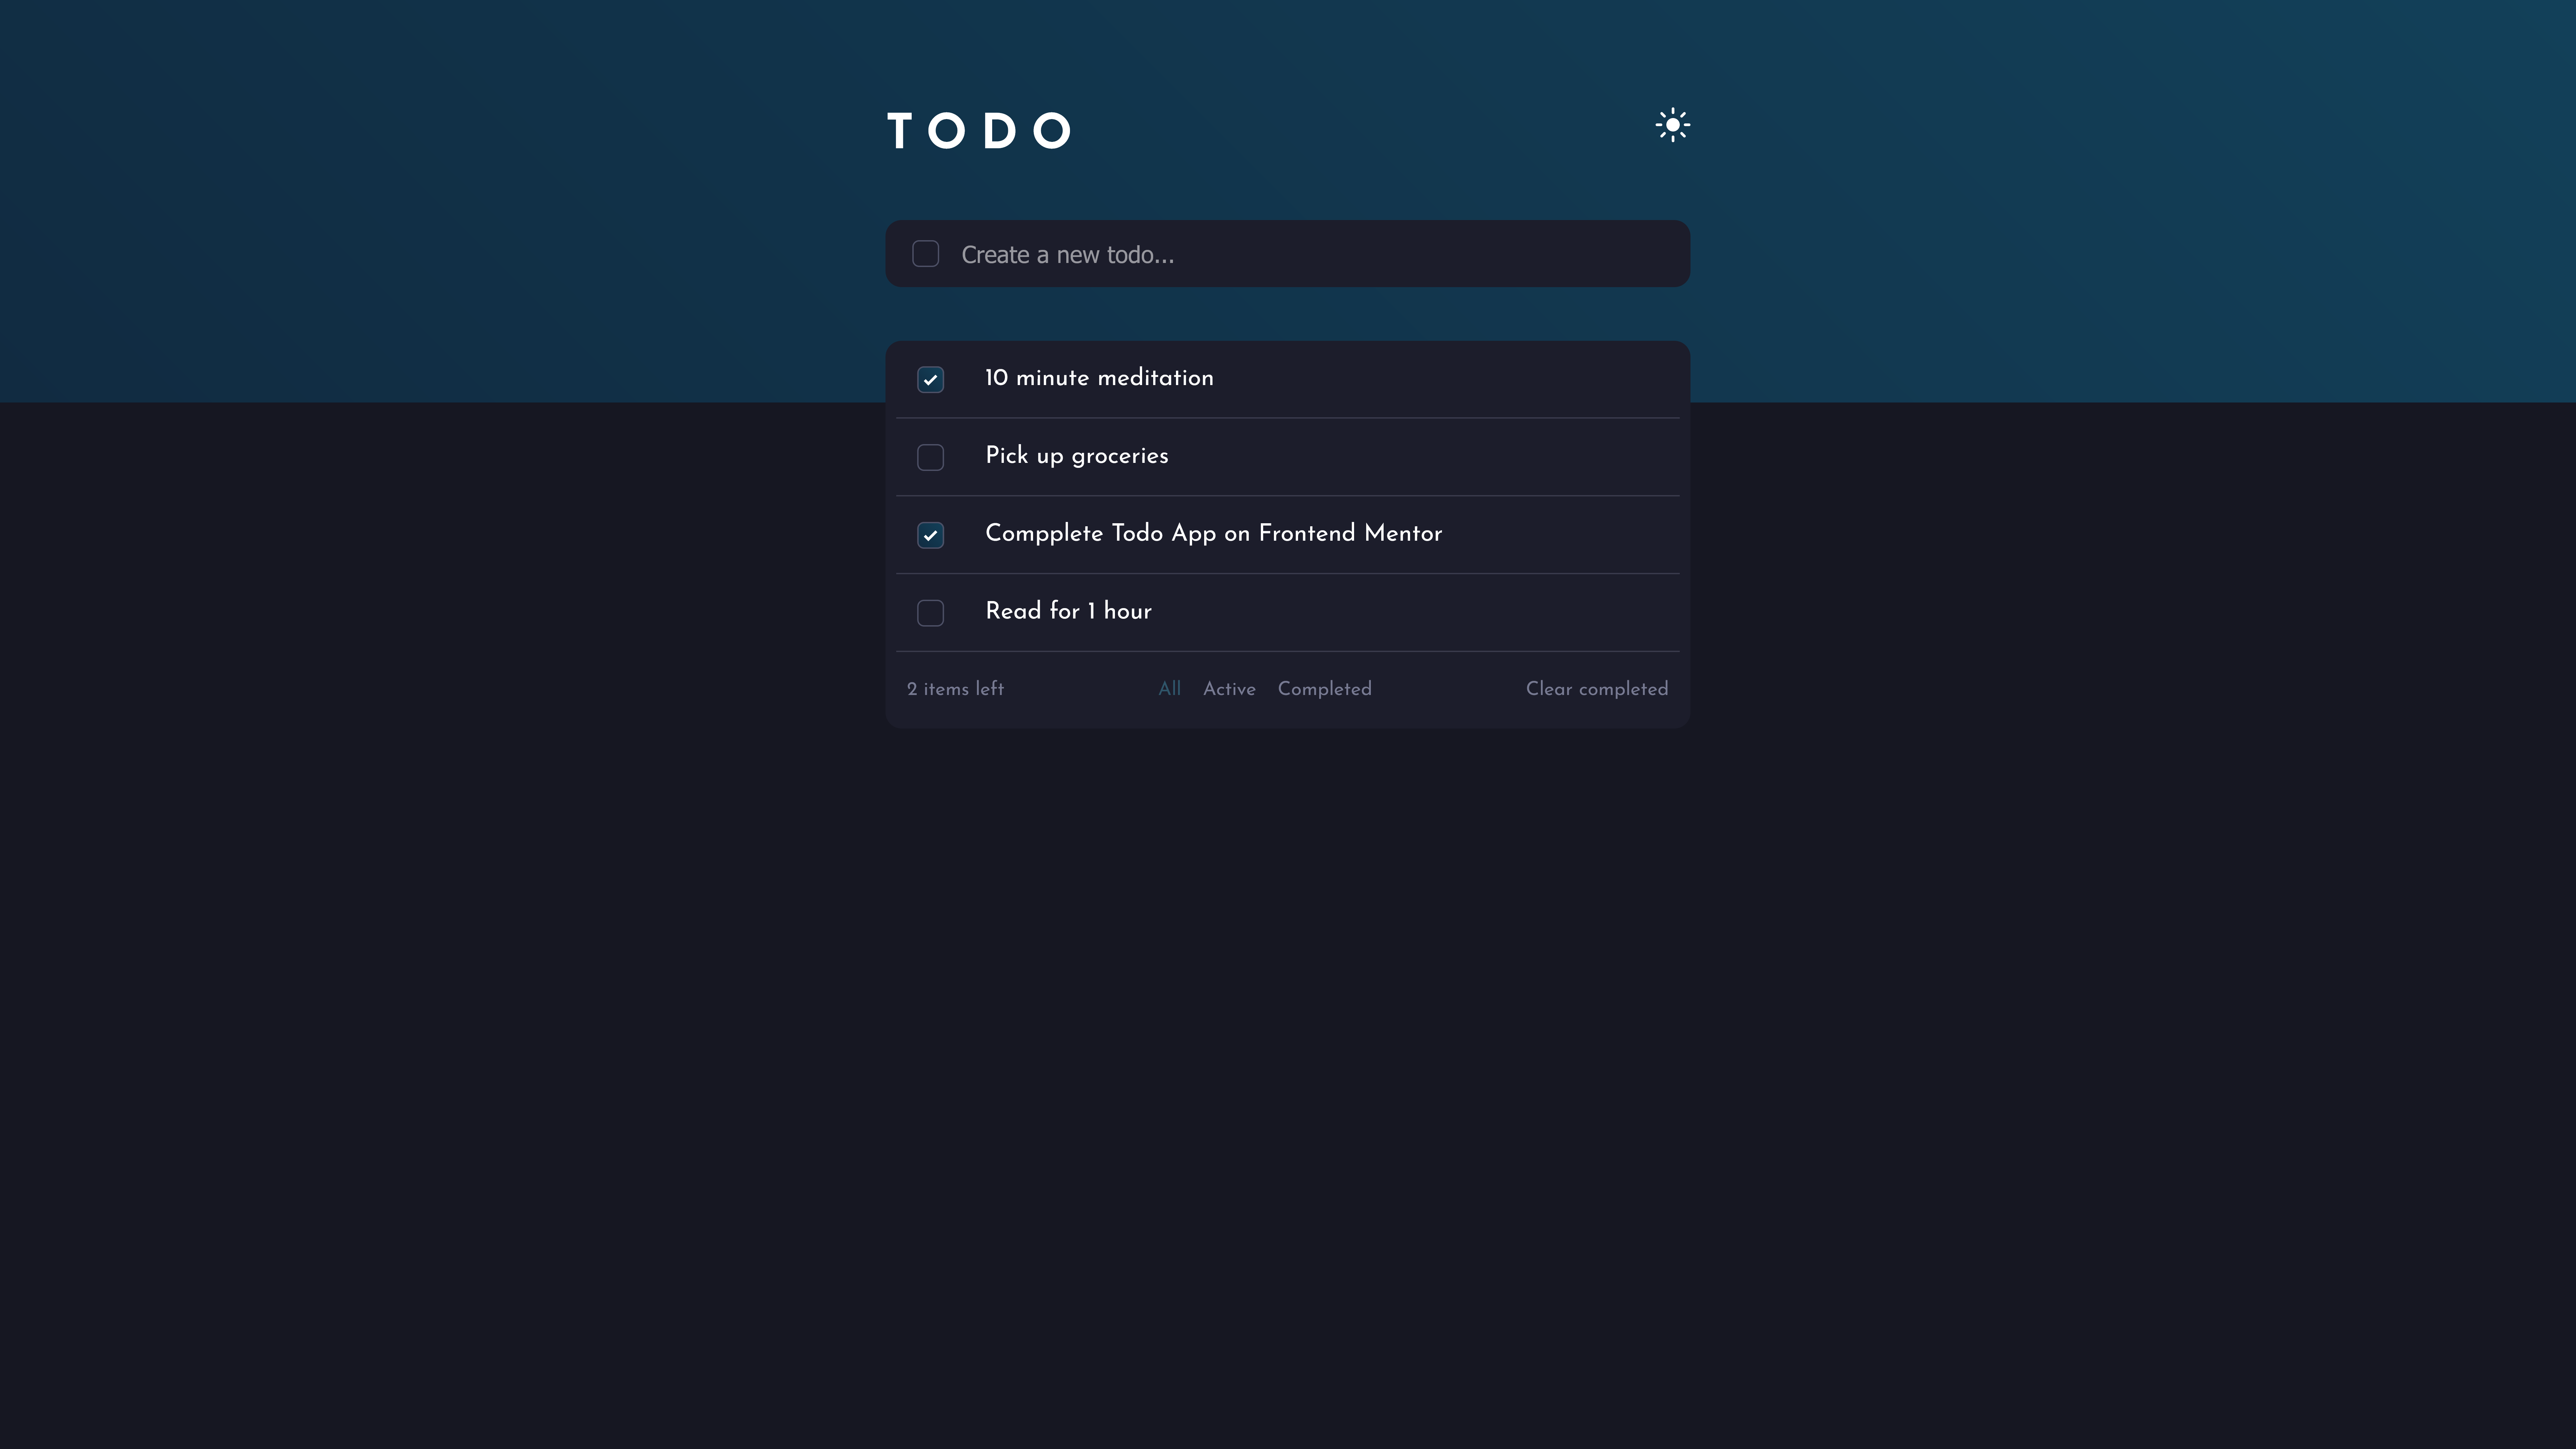 TODO
Create a new todo...
10 minute meditation
Pick up groceries
Compplete Todo App on Frontend Mentor
Read for 1 hour
2 items left All Active Completed Clear completed